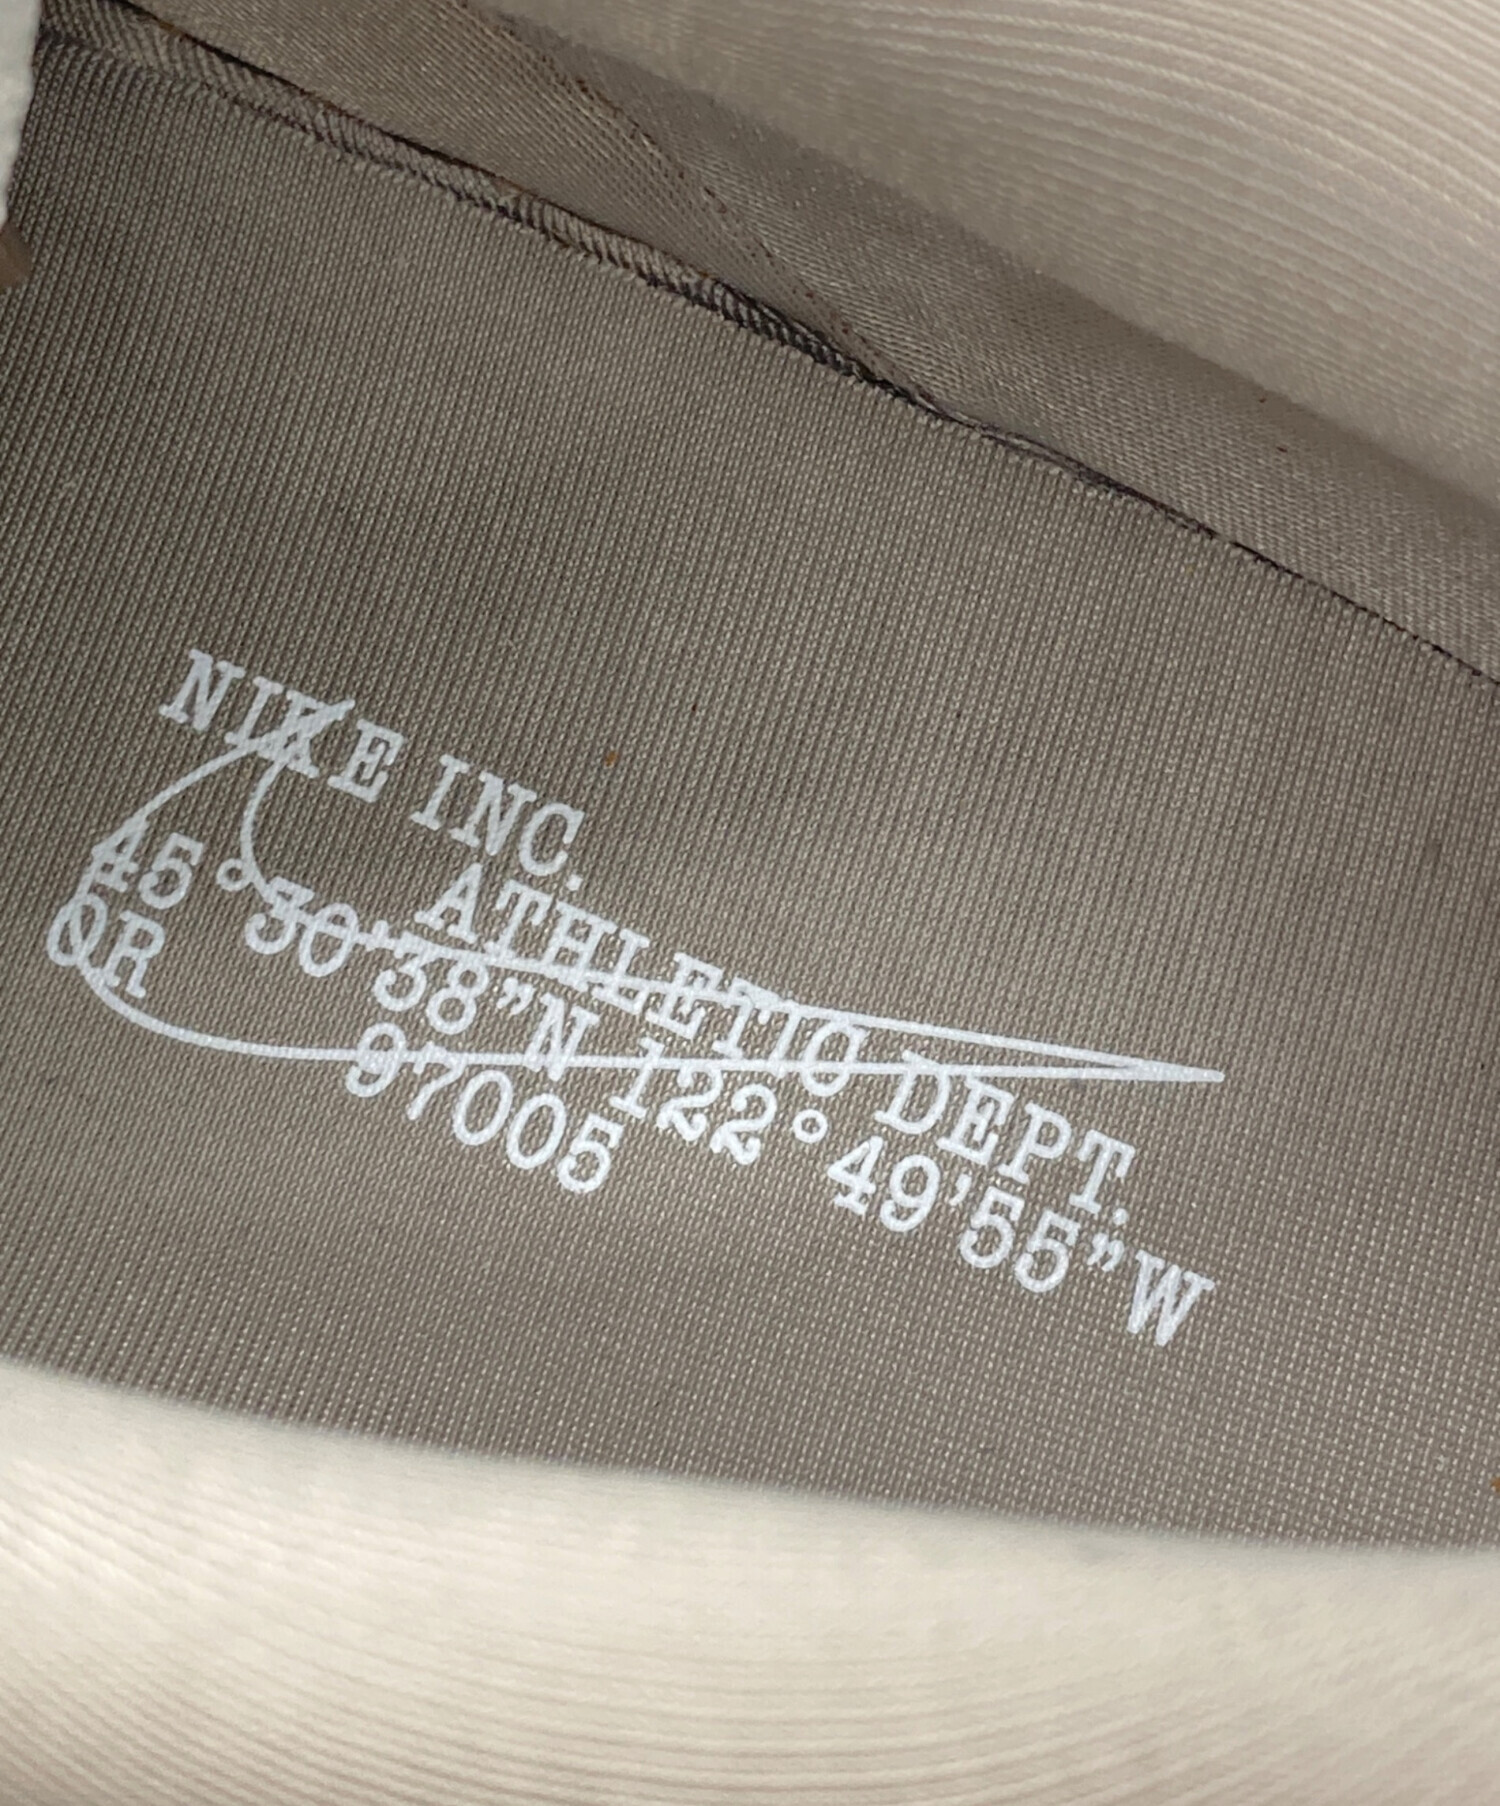 NIKE INC.
ATHLETIC DEPT.
45°30'38”N 122°49'55”W
OR 97005